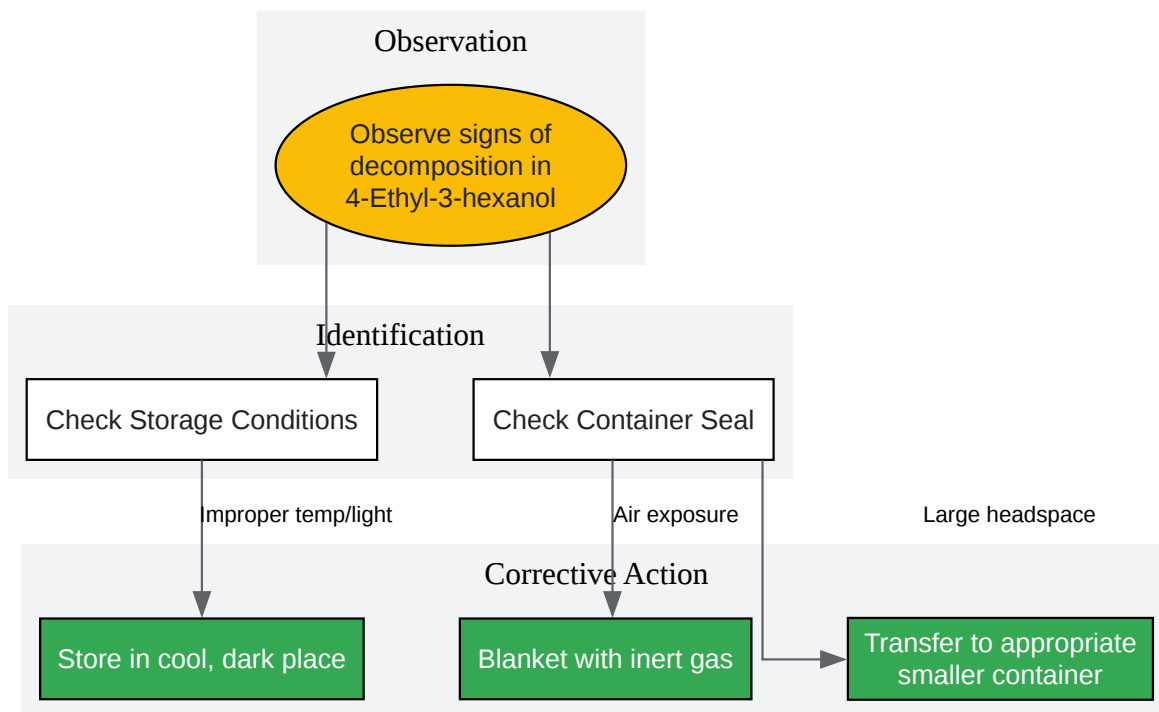 Observation
Observe signs of
decomposition in
4-Ethyl-3-hexanol
Identification
Check Storage Conditions
Check Container Seal
Improper temp/light
Air exposure
Large headspace
Corrective Action
Store in cool, dark place
Blanket with inert gas
Transfer to appropriate
smaller container